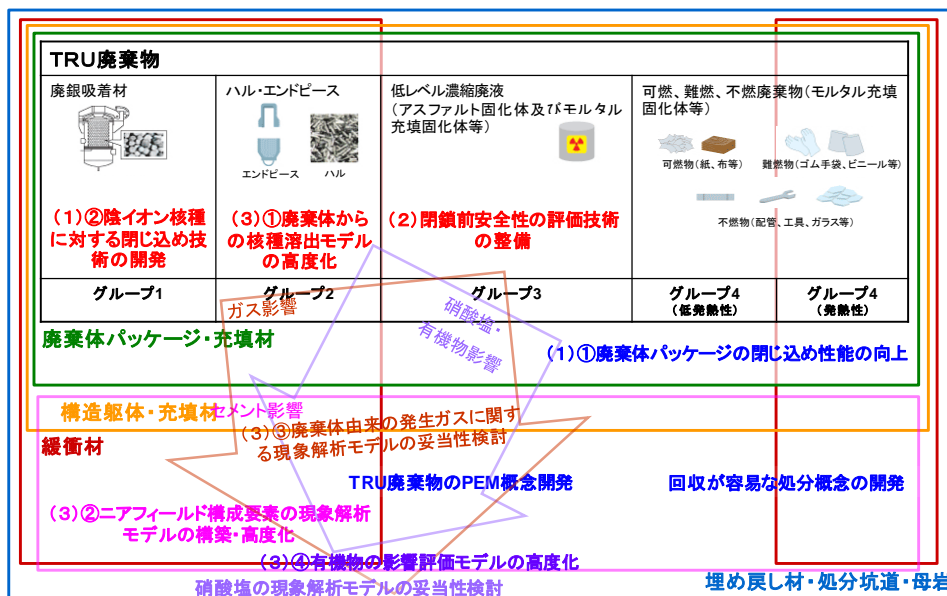 TRU廃棄物
廃銀吸着材
ハル・エンドピース
エンドピース
ハル
低レベル濃縮廃液
(アスファルト固化体及びモルタル
充填固化体等)
可燃、難燃、不燃廃棄物(モルタル充填
固化体等)
可燃物(紙、布等)
難燃物(ゴム手袋、ビニール等)
不燃物(配管、工具、ガラス等)
(1)②陰イオン核種
に対する閉じ込め技
術の開発
(3)①廃棄体から
の核種溶出モデル
の高度化
(2)閉鎖前安全性の評価技術
の整備
グループ1
グループ2
グループ3
グループ4
(低発熱性)
グループ4
(発熱性)
ガス影響
硝酸塩・
有機物影響
廃棄体パッケージ・充填材
(1)①廃棄体パッケージの閉じ込め性能の向上
構造躯体・充填材
セメント影響
(3)③廃棄体由来の発生ガスに関す
る現象解析モデルの妥当性検討
緩衝材
TRU廃棄物のPEM概念開発
回収が容易な処分概念の開発
(3)②ニアフィールド構成要素の現象解析
モデルの構築・高度化
(3)④有機物の影響評価モデルの高度化
硝酸塩の現象解析モデルの妥当性検討
埋め戻し材・処分坑道・母岩